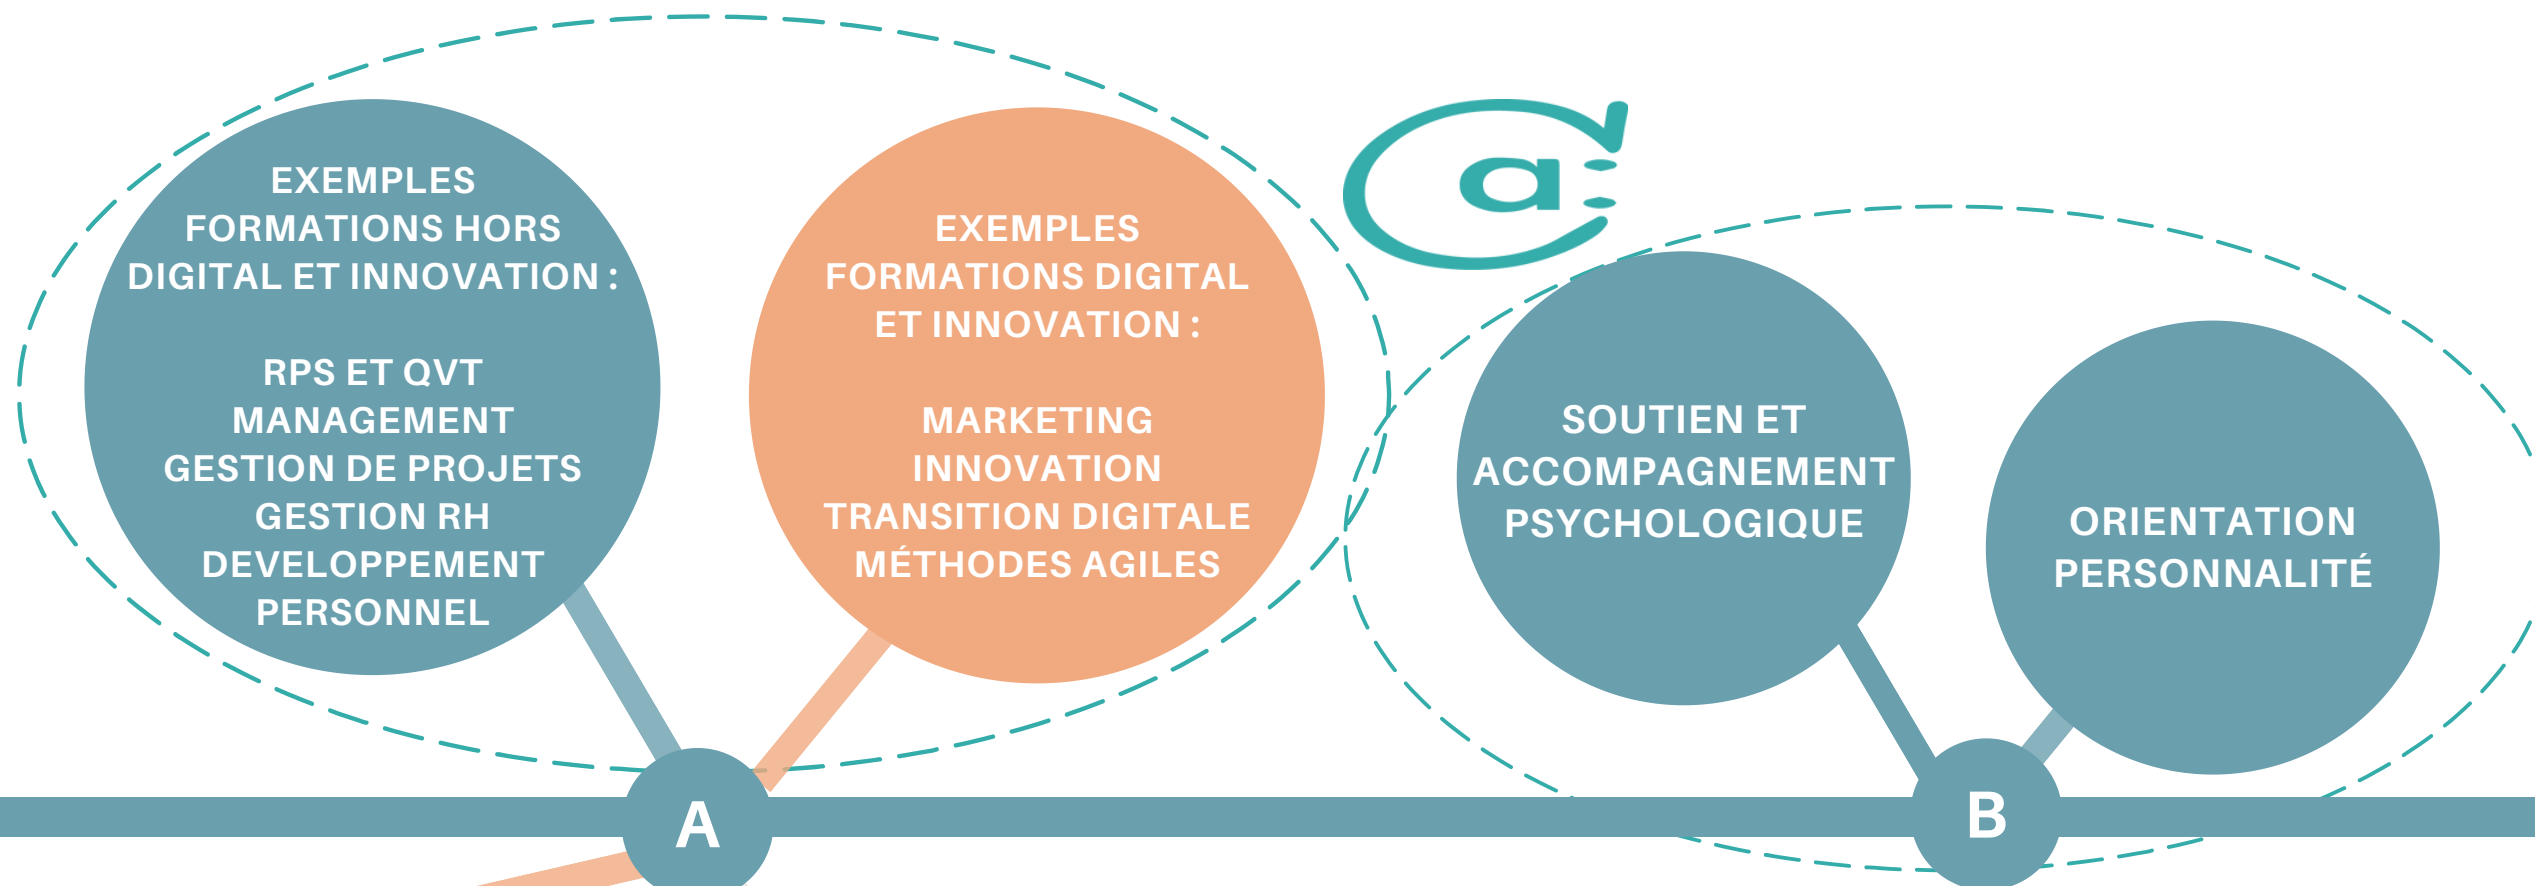 EXEMPLES
FORMATIONS HORS
DIGITAL ET INNOVATION :
RPS ET QVT
MANAGEMENT
GESTION DE PROJETS
GESTION RH
DEVELOPPEMENT
PERSONNEL
EXEMPLES
FORMATIONS DIGITAL
ET INNOVATION :
MARKETING
INNOVATION
TRANSITION DIGITALE
MÉTHODES AGILES
a
SOUTIEN ET
ACCOMPAGNEMENT
PSYCHOLOGIQUE
ORIENTATION
PERSONNALITÉ
A
B